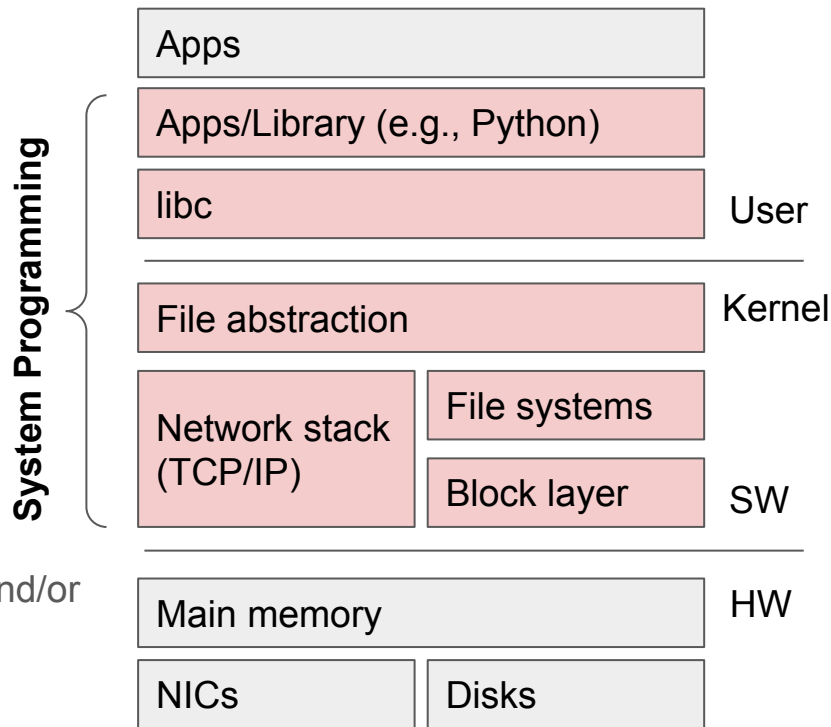 Apps
Apps/Library (e.g., Python)
System Programming
libc
User
Kernel
File abstraction
File systems
Network stack
(TCP/IP)
Block layer
SW
nd/or
HW
Main memory
NICs
Disks